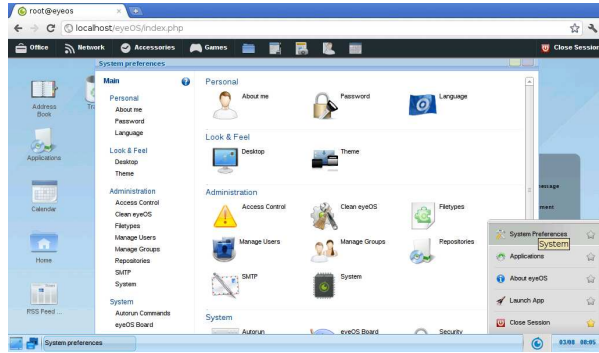 root@eyeos
localhost/eyeOS/index.php
Office Network Accessories Games Close Session
System preferences
Address Book
Applications
Calendar
Home
RSS Feed ...
Main
Personal
About me
Password
Language
Look & Feel
Desktop
Theme
Administration
Access Control
Clean eyeOS
Filetypes
Manage Users
Manage Groups
Repositories
SMTP
System
System
Autorun Commands
eyeOS Board
Personal
About me Password Language
Look & Feel
Desktop Theme
Administration
Access Control Clean eyeOS Filetypes
Manage Users Manage Groups Repositories
SMTP System
System
Autorun eyeOS Board Security
System Preferences
System
Applications
About eyeOS
Launch App
Close Session
System preferences
03/08 08:05